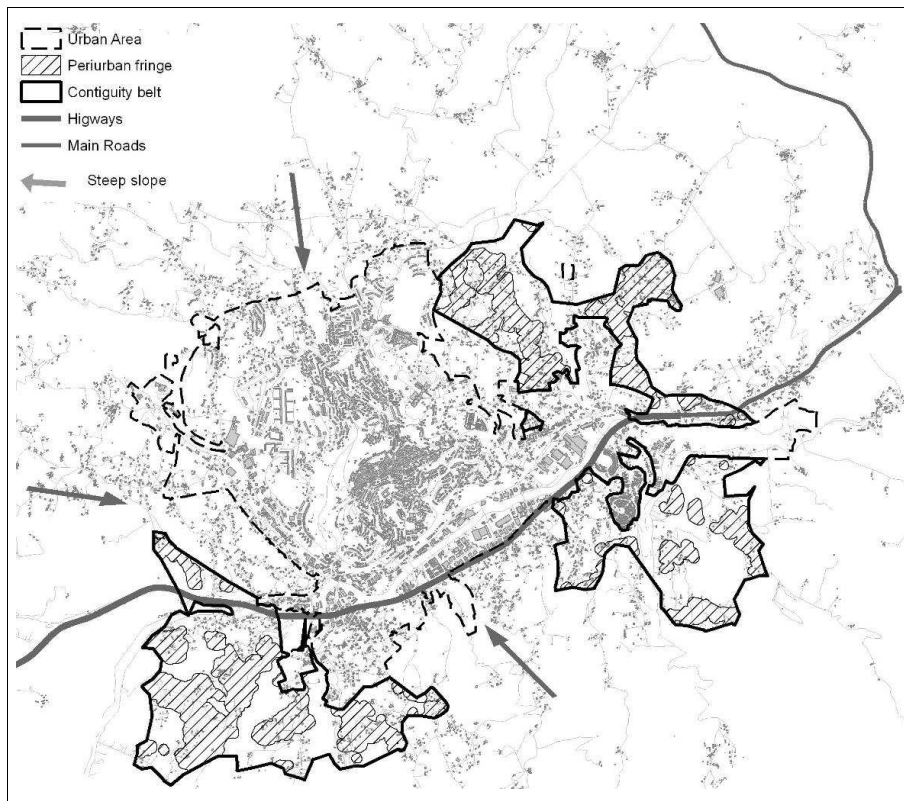 Urban Area
Periurban fringe
Contiguity belt
Higways
Main Roads
Steep slope